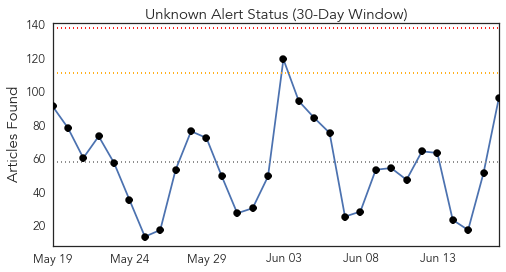 Unknown Alert Status (30-Day Window)
Articles Found
140
120
100
80
60
40
20
May 19 May 24 May 29 Jun 03 Jun 08 Jun 13